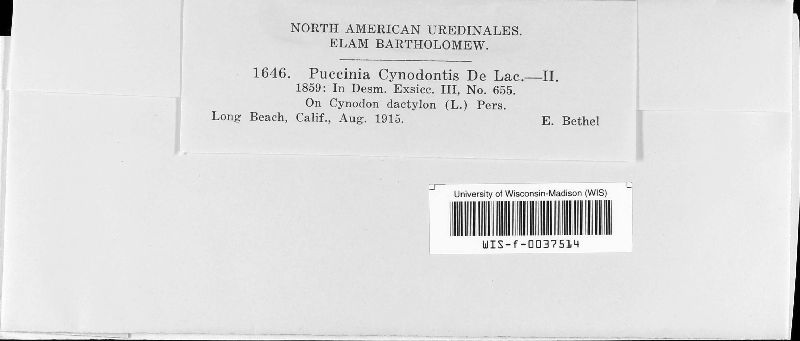 NORTH AMERICAN UREDINALES.
ELAM BARTHOLOMEW.
1646. Puccinia Cynodontis De Lac.—II.
1859: In Desm. Exsicc. III, No. 655.
On Cynodon dactylon (L.) Pers.
Long Beach, Calif., Aug. 1915. E. Bethel
University of Wisconsin-Madison (WIS)
WIS-f-0037514